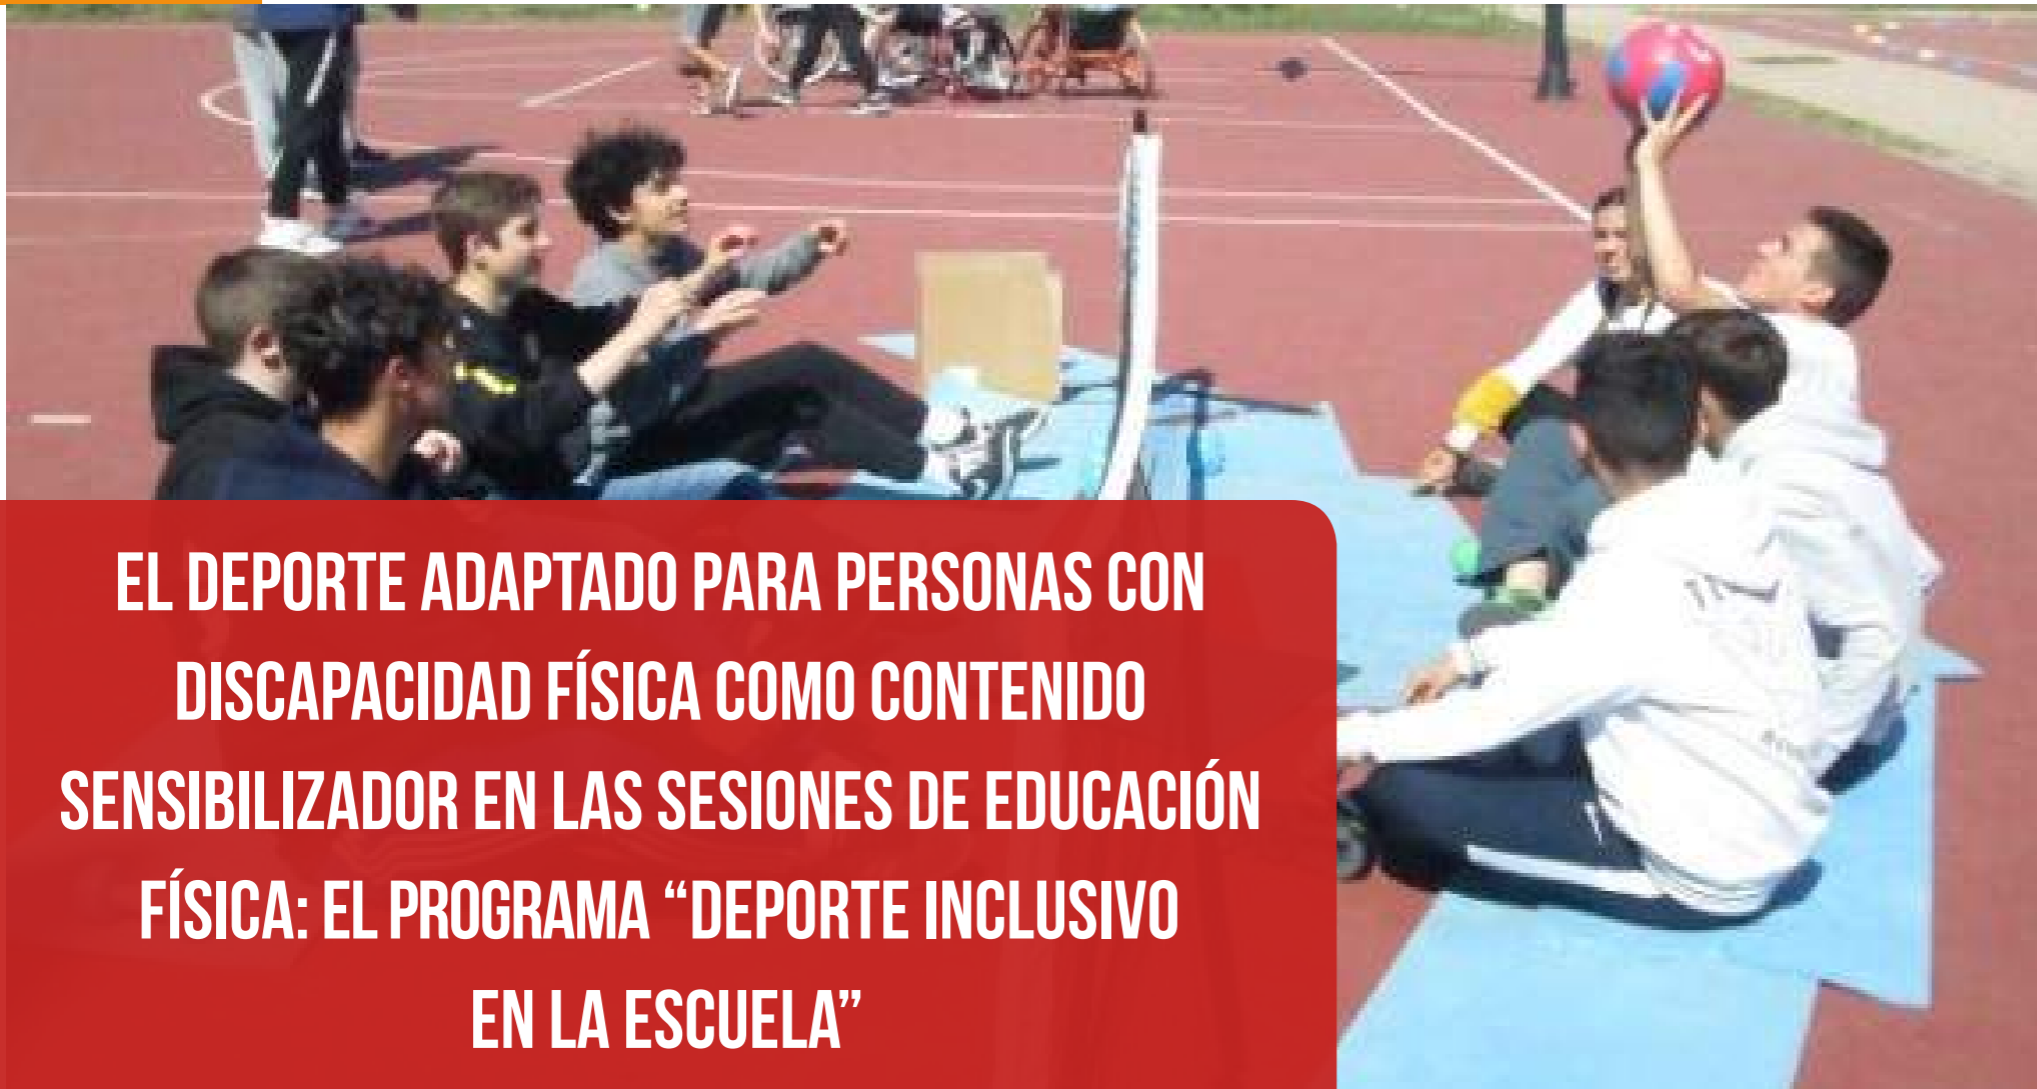 EL DEPORTE ADAPTADO PARA PERSONAS CON
DISCAPACIDAD FÍSICA COMO CONTENIDO
SENSIBILIZADOR EN LAS SESIONES DE EDUCACIÓN
FÍSICA: EL PROGRAMA “DEPORTE INCLUSIVO
EN LA ESCUELA”